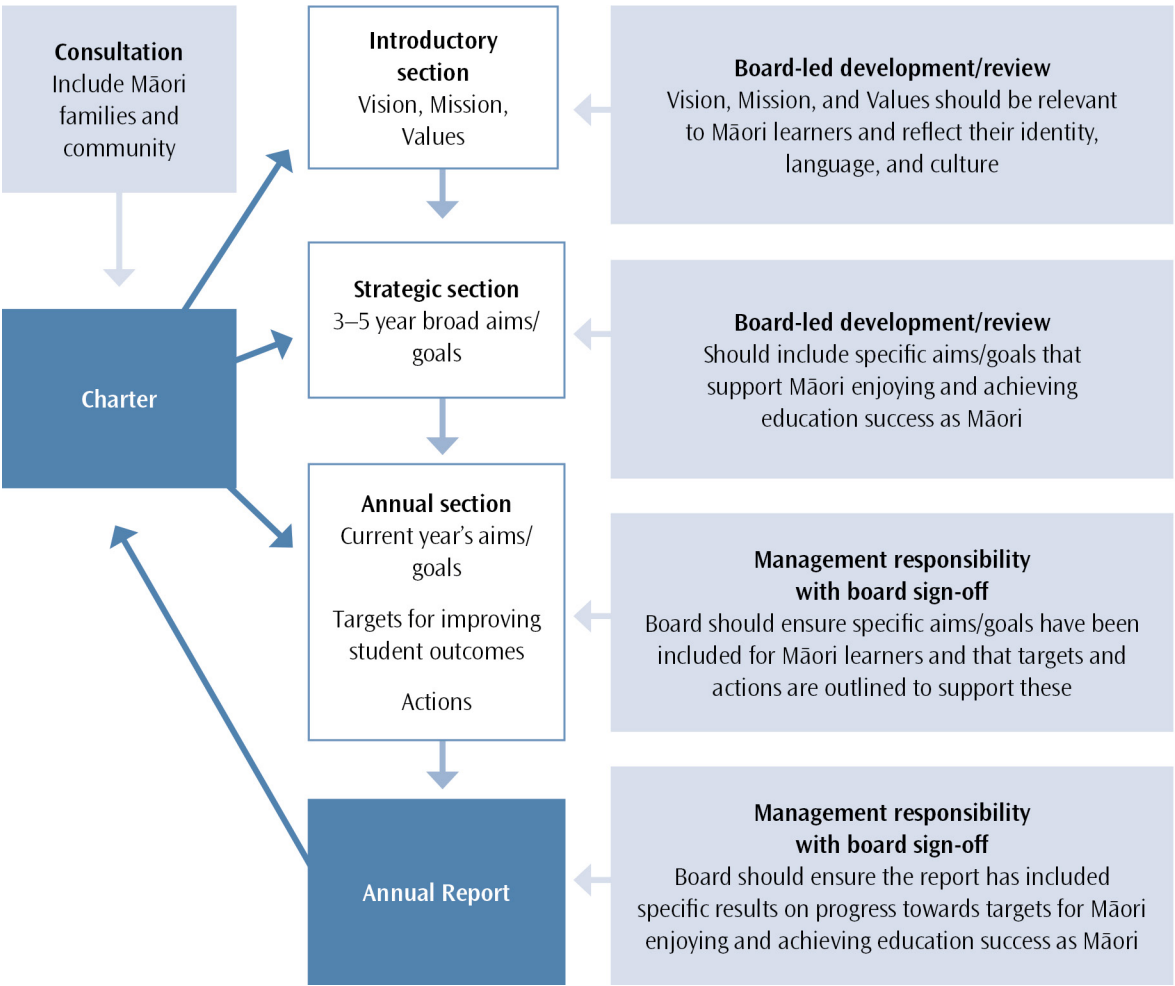 Consultation
Include Māori
families and
community
Charter
Introductory
section
Vision, Mission,
Values
Strategic section
3–5 year broad aims/
goals
Annual section
Current year's aims/
goals
Targets for improving
student outcomes
Actions
Annual Report
Board-led development/review
Vision, Mission, and Values should be relevant
to Māori learners and reflect their identity,
language, and culture
Board-led development/review
Should include specific aims/goals that
support Māori enjoying and achieving
education success as Māori
Management responsibility
with board sign-off
Board should ensure specific aims/goals have been
included for Māori learners and that targets and
actions are outlined to support these
Management responsibility
with board sign-off
Board should ensure the report has included
specific results on progress towards targets for Māori
enjoying and achieving education success as Māori